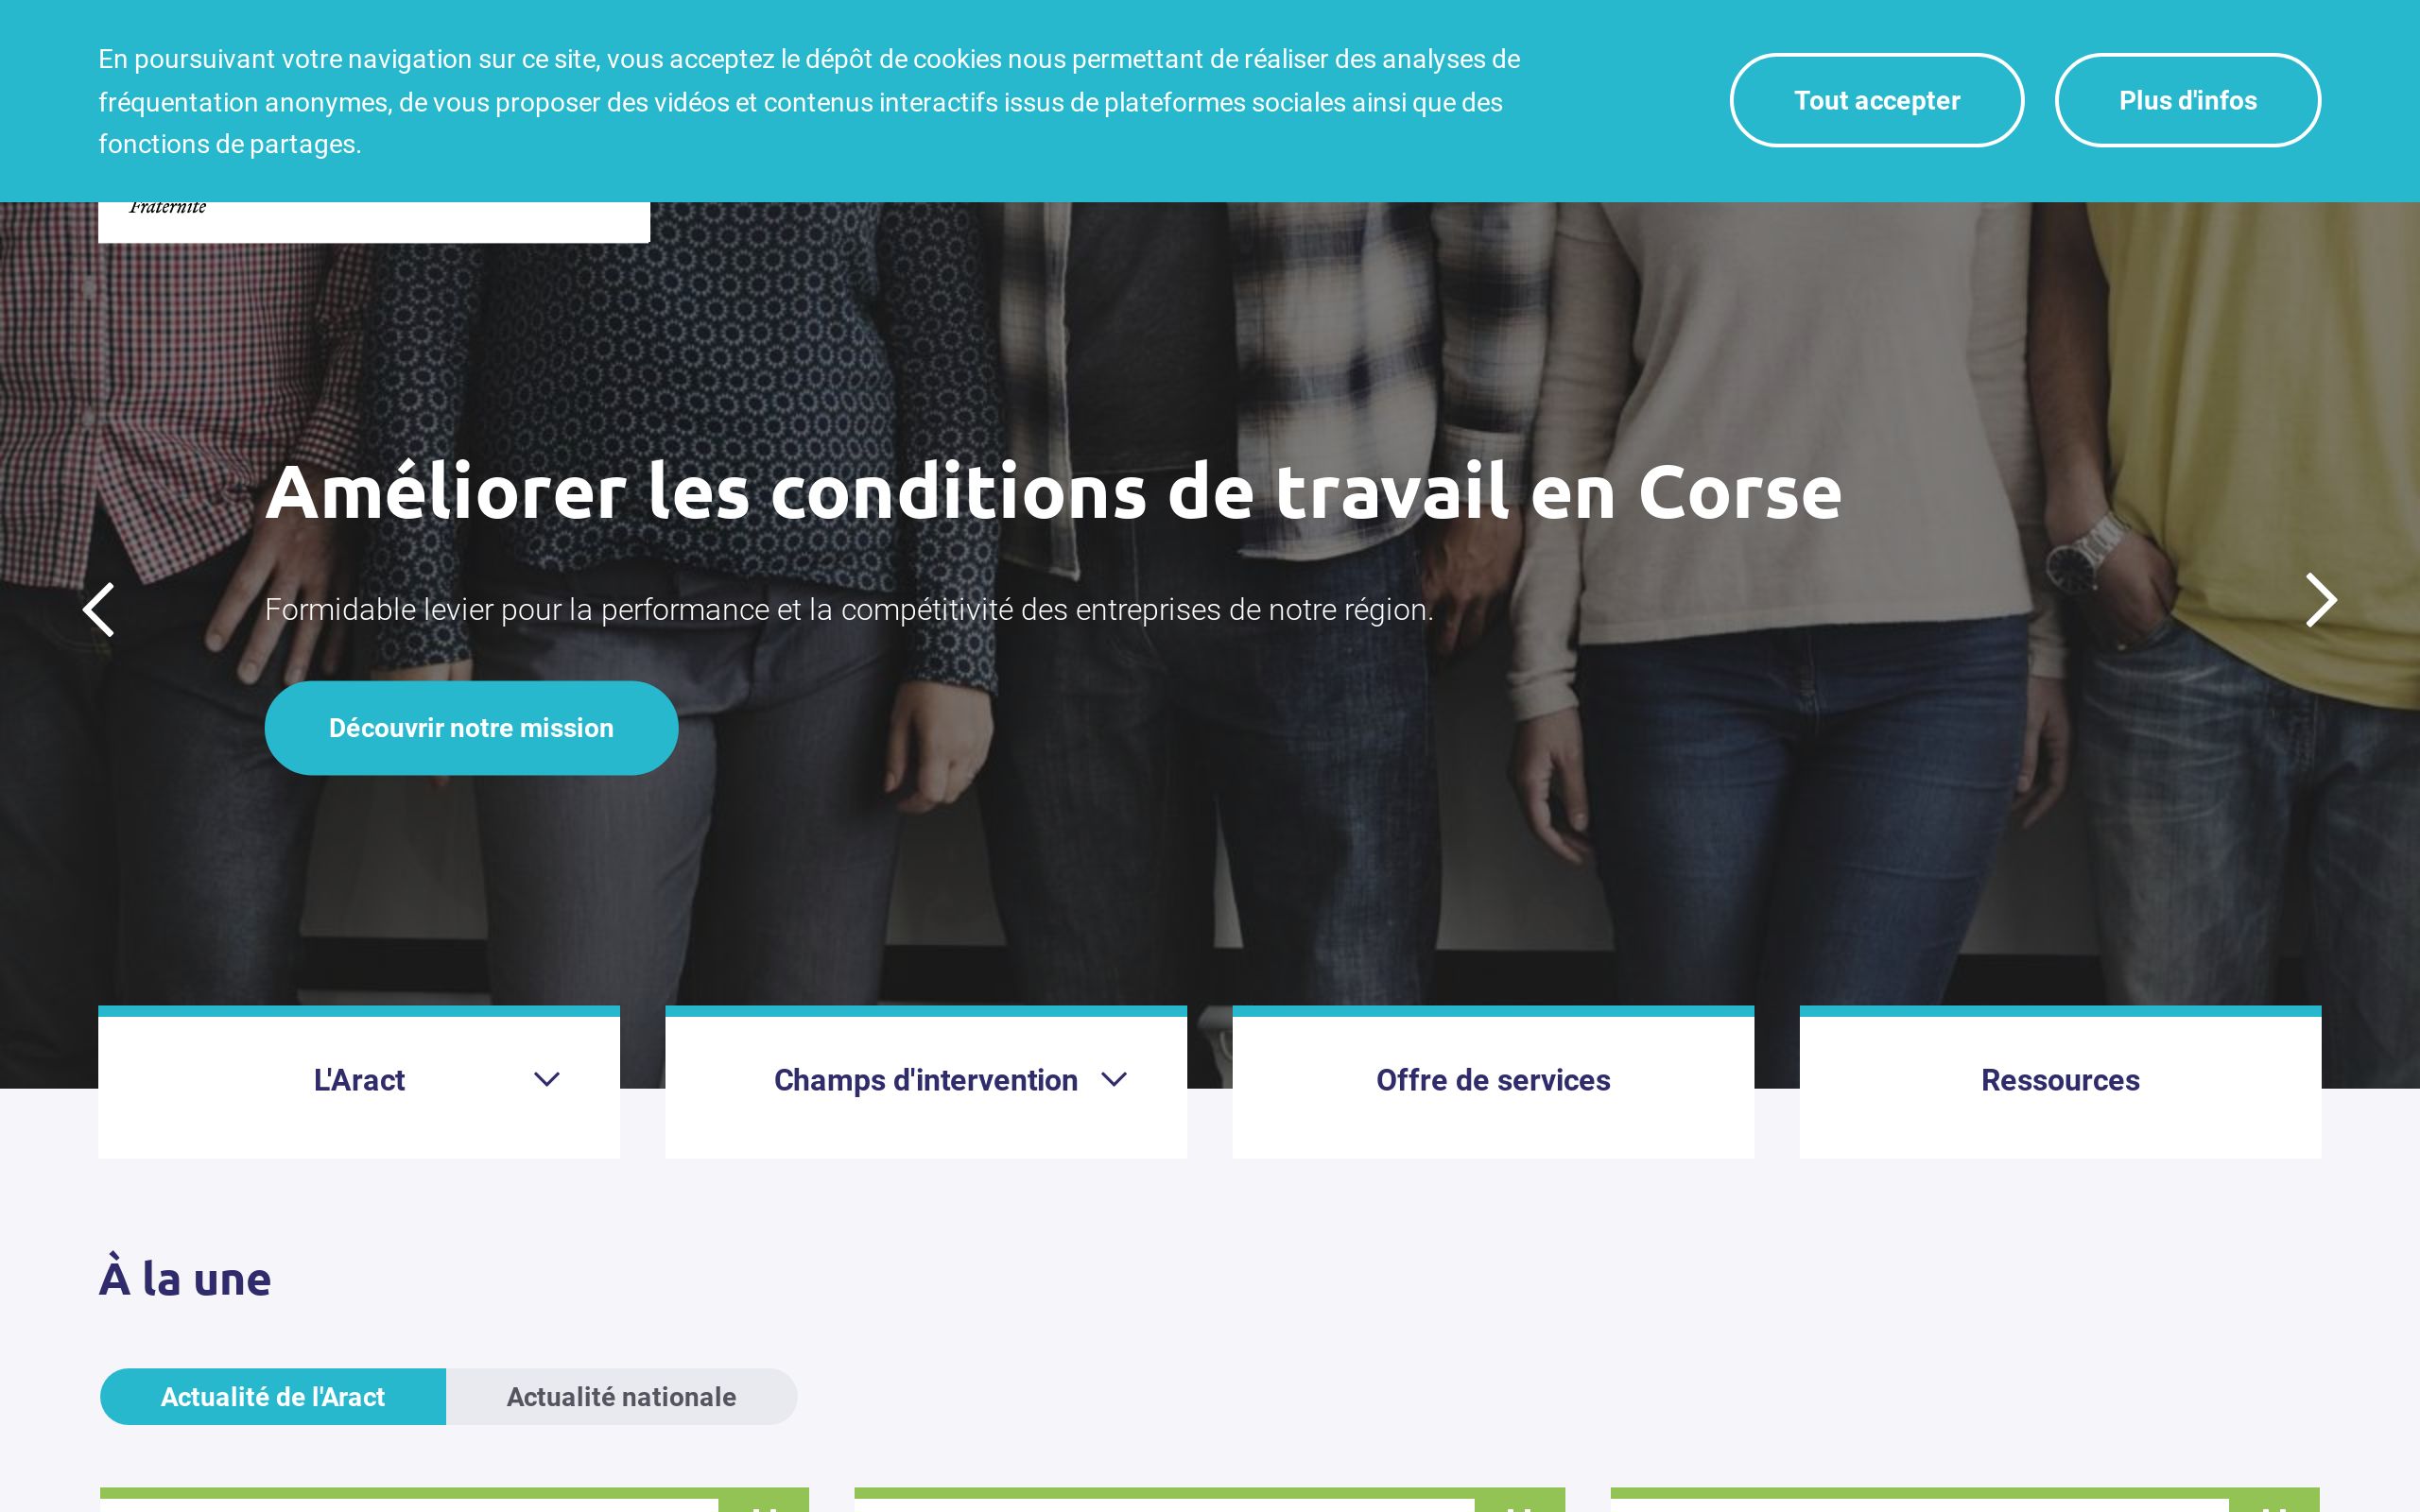 En poursuivant votre navigation sur ce site, vous acceptez le dépôt de cookies nous permettant de réaliser des analyses de
fréquentation anonymes, de vous proposer des vidéos et contenus interactifs issus de plateformes sociales ainsi que des
fonctions de partages.
Tout accepter
Plus d'infos
Fraternité
Améliorer les conditions de travail en Corse
Formidable levier pour la performance et la compétitivité des entreprises de notre région.
Découvrir notre mission
L'Aract
Champs d'intervention
Offre de services
Ressources
À la une
Actualité de l'Aract
Actualité nationale